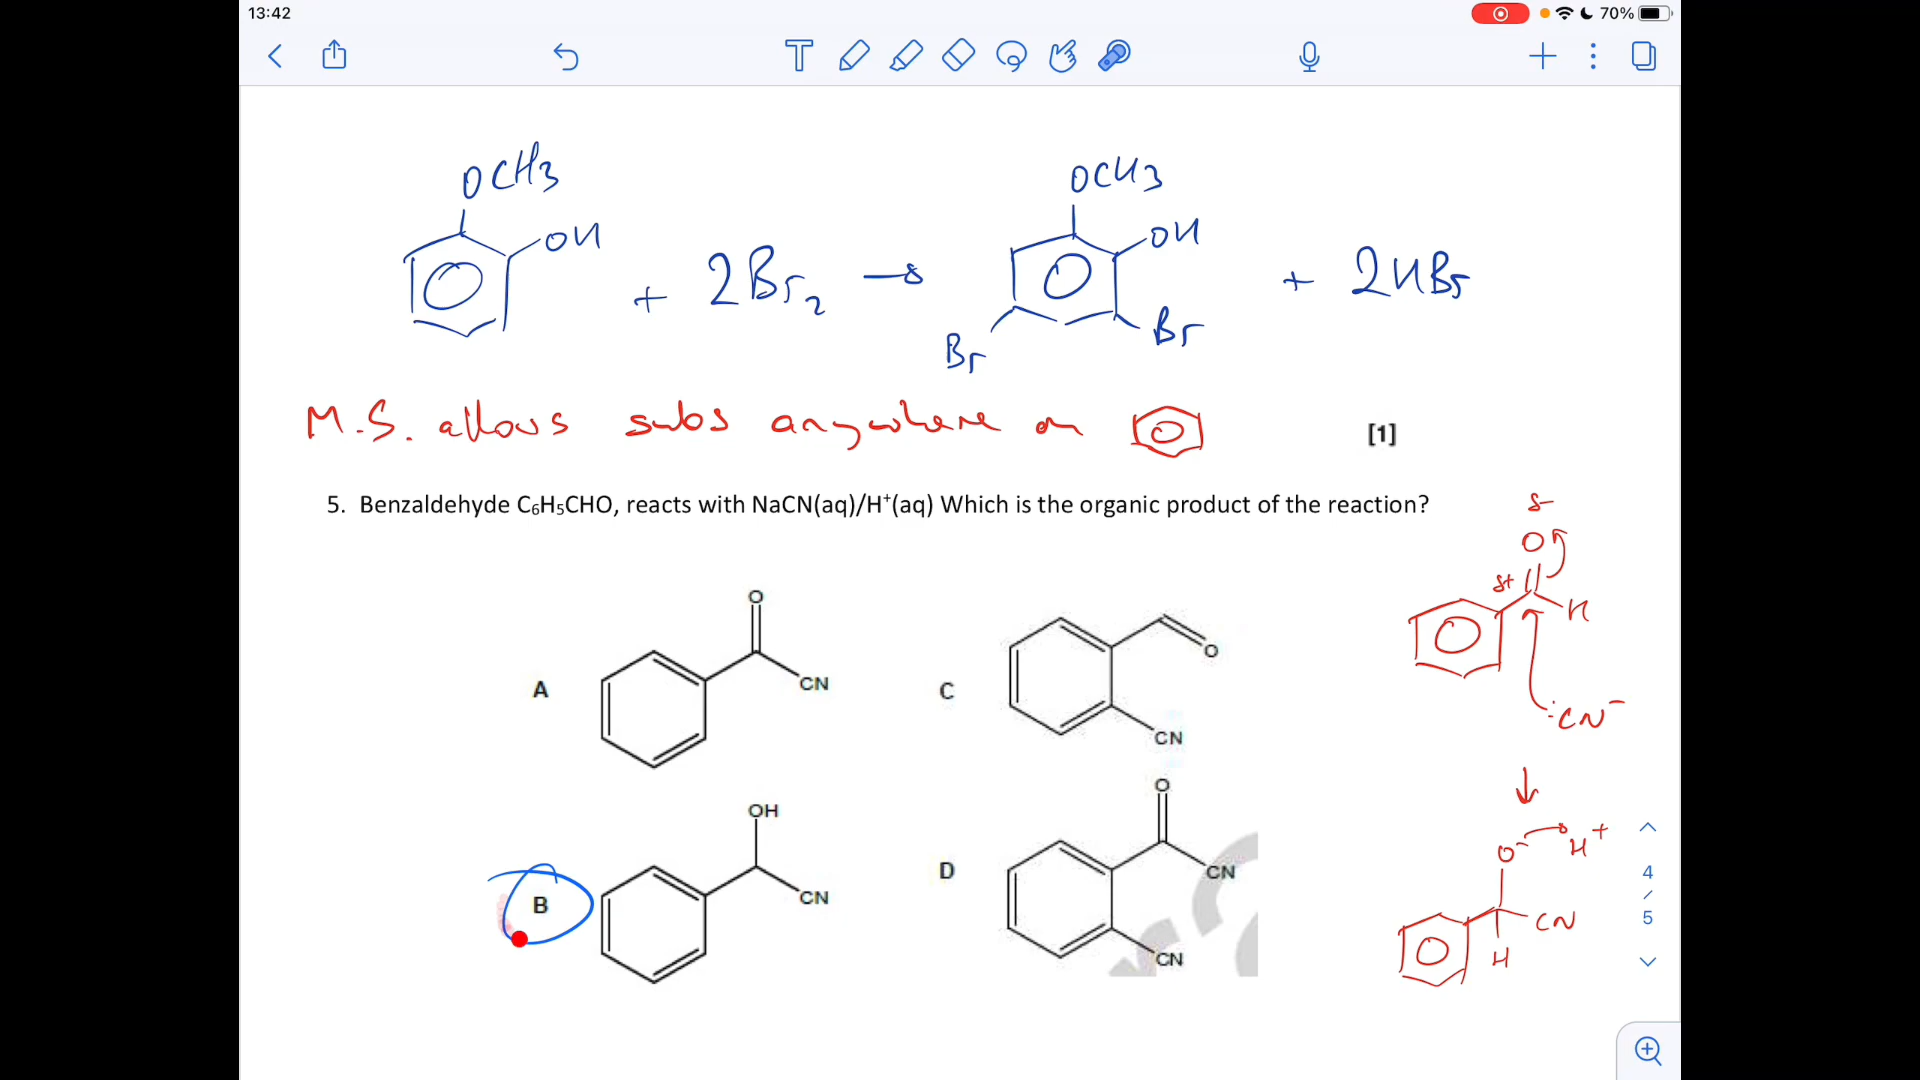 13:42
70%
T
OCH3
OCH3
OH + 2Br2 → OH + 2HBr
Br Br
M.S. allows subs anywhere on
[1]
5. Benzaldehyde C₆H₅CHO, reacts with NaCN(aq)/H⁺(aq) Which is the organic product of the reaction?
δ-
O
δ+
H
:CN⁻
A
O
CN
C
O
CN
B
OH
CN
D
O
CN
CN
O⁻ H⁺
CN
H
4
/
5